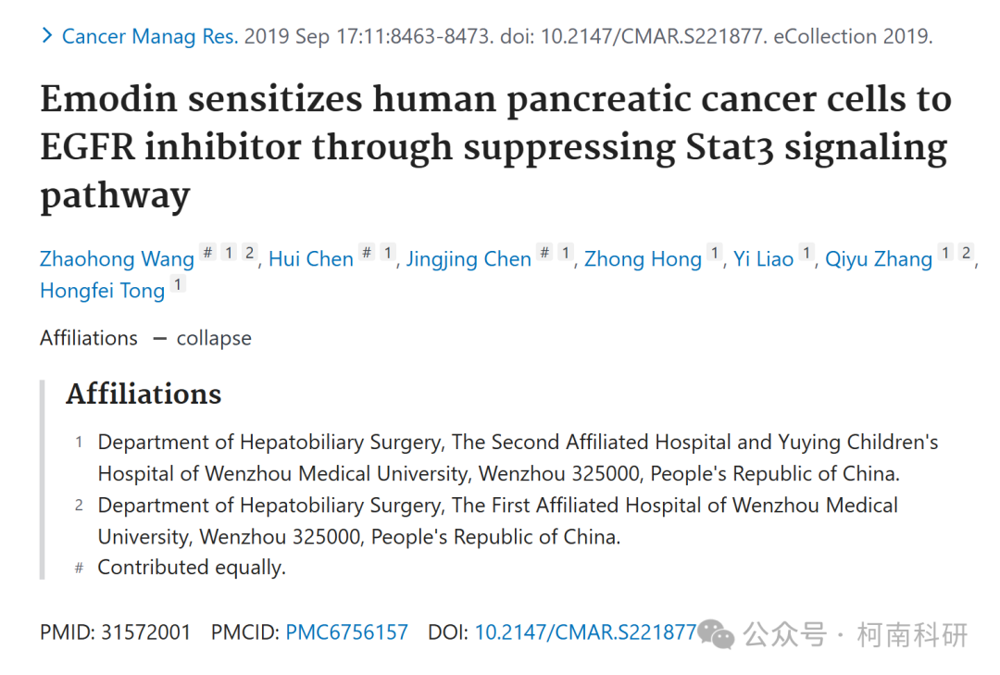 > Cancer Manag Res. 2019 Sep 17:11:8463-8473. doi: 10.2147/CMAR.S221877. eCollection 2019.
Emodin sensitizes human pancreatic cancer cells to
EGFR inhibitor through suppressing Stat3 signaling
pathway
Zhaohong Wang # 1 2, Hui Chen # 1, Jingjing Chen # 1, Zhong Hong 1, Yi Liao 1, Qiyu Zhang 1 2,
Hongfei Tong 1
Affiliations — collapse
Affiliations
1 Department of Hepatobiliary Surgery, The Second Affiliated Hospital and Yuying Children's
Hospital of Wenzhou Medical University, Wenzhou 325000, People's Republic of China.
2 Department of Hepatobiliary Surgery, The First Affiliated Hospital of Wenzhou Medical
University, Wenzhou 325000, People's Republic of China.
# Contributed equally.
PMID: 31572001 PMCID: PMC6756157 DOI: 10.2147/CMAR.S221877 公众号 · 柯南科研